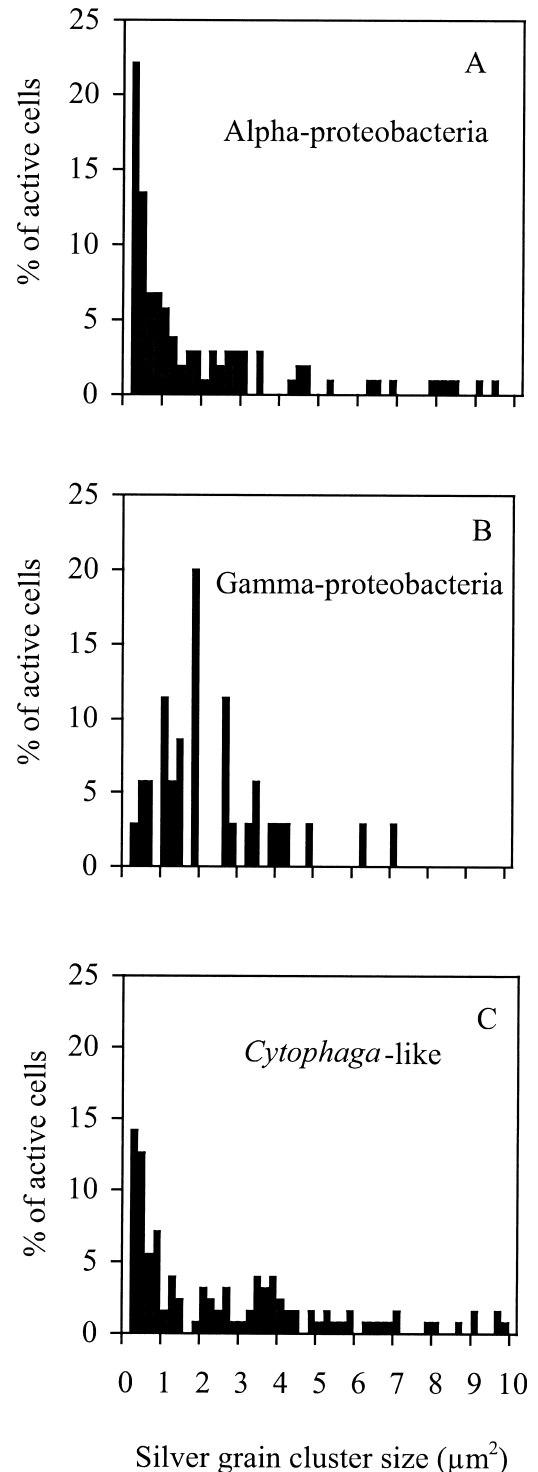 25
A
20
Alpha-proteobacteria
15
10
5
0
% of active cells
25
B
20
Gamma-proteobacteria
15
10
5
0
% of active cells
25
C
20
Cytophaga-like
15
10
5
0
% of active cells
0 1 2 3 4 5 6 7 8 9 10
Silver grain cluster size (µm²)